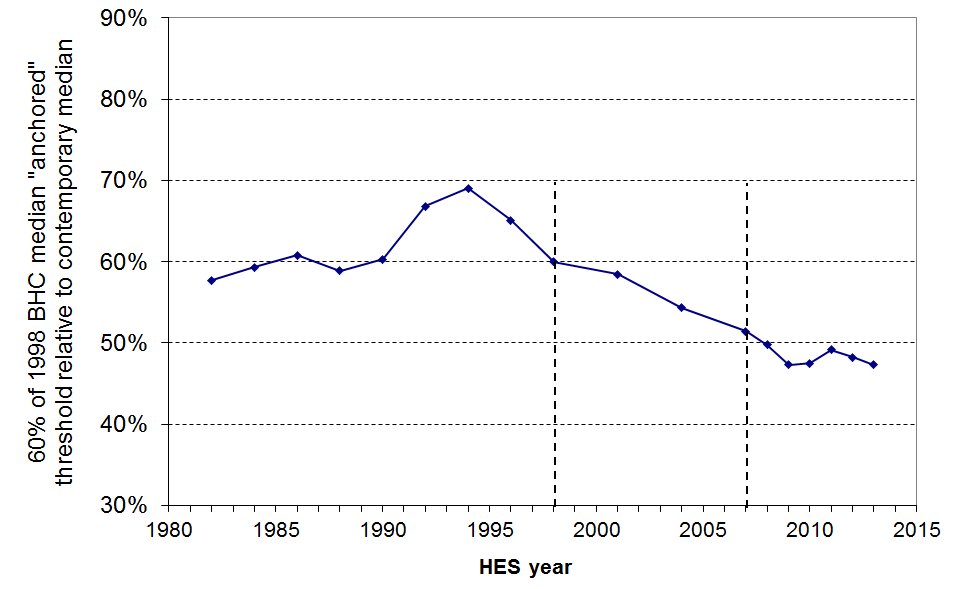 60% of 1998 BHC median "anchored"
threshold relative to contemporary median
90%
80%
70%
60%
50%
40%
30%
1980 1985 1990 1995 2000 2005 2010 2015
HES year